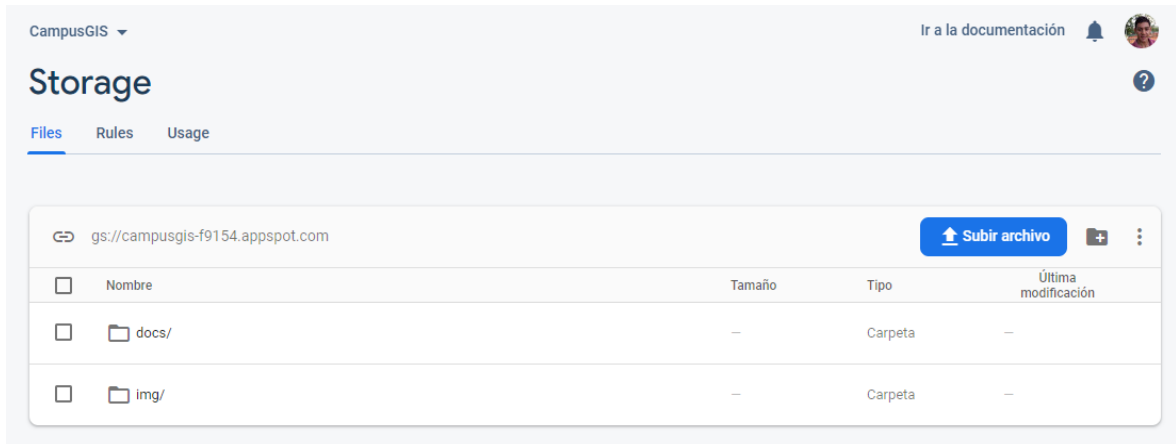 CampusGIS
Ir a la documentación
Storage
?
Files Rules Usage
gs://campusgis-f9154.appspot.com
Subir archivo
Nombre Tamaño Tipo Última modificación
docs/ — Carpeta —
img/ — Carpeta —